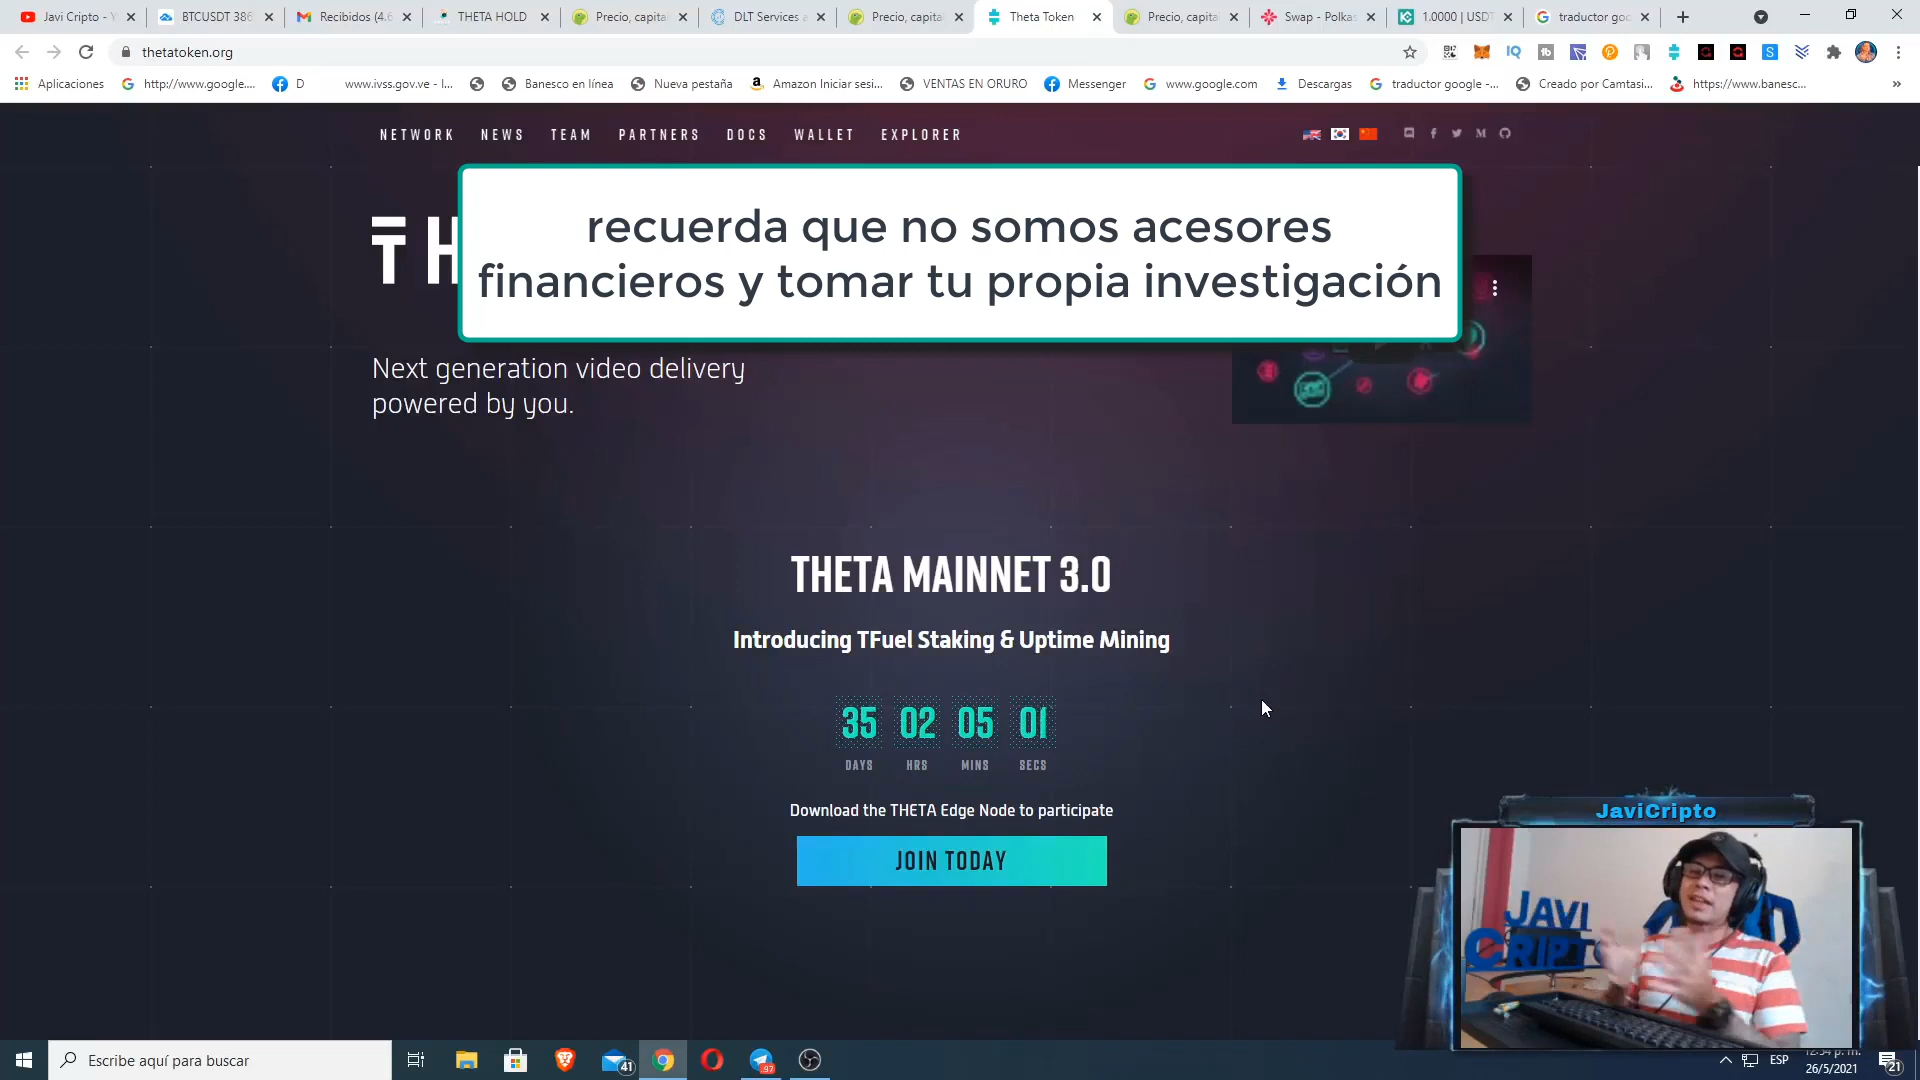 Javi Cripto - Y
BTCUSDT 386
Recibidos (4.6
THETA HOLD
Precio, capita
DLT Services a
Precio, capita
Theta Token
Precio, capita
Swap - Polka
1.0000 | USDT
traductor goo
thetatoken.org
Aplicaciones
http://www.google....
D
www.ivss.gov.ve - I...
Banesco en línea
Nueva pestaña
Amazon Iniciar sesi...
VENTAS EN ORURO
Messenger
www.google.com
Descargas
traductor google -...
Creado por Camtasi...
https://www.banesc...
NETWORK
NEWS
TEAM
PARTNERS
DOCS
WALLET
EXPLORER
recuerda que no somos acesores
financieros y tomar tu propia investigación
TH
Next generation video delivery
powered by you.
THETA MAINNET 3.0
Introducing TFuel Staking & Uptime Mining
35 02 05 01
DAYS HRS MINS SECS
Download the THETA Edge Node to participate
JOIN TODAY
JaviCripto
JAVI
CRIPTO
Escribe aquí para buscar
41
97
ESP
12:54 p. m.
26/5/2021
21